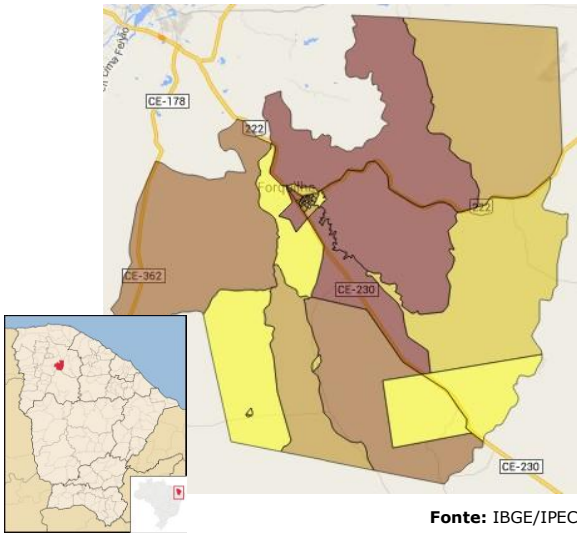 CE-178
222
Forquilha
222
CE-362
CE-230
CE-230
Fonte: IBGE/IPEC